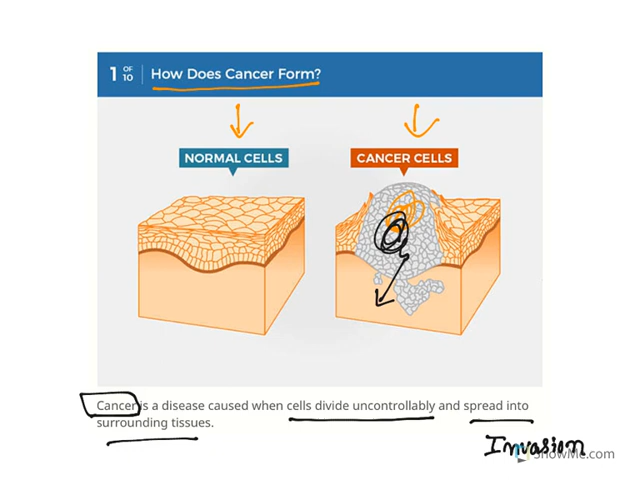 1 OF 10 How Does Cancer Form?
NORMAL CELLS CANCER CELLS
Cancer is a disease caused when cells divide uncontrollably and spread into
surrounding tissues.
Invasion
ShowMe.com